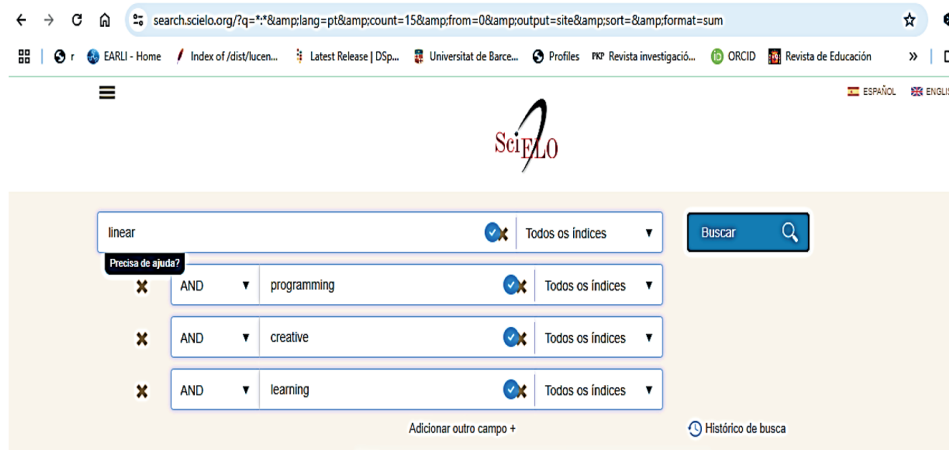 search.scielo.org/?q=*:*&amp;lang=pt&amp;count=15&amp;from=0&amp;output=site&amp;sort=&amp;format=sum
r EARLI - Home Index of /dist/lucen... Latest Release | DSp... Universitat de Barce... Profiles PKP Revista investigació... iD ORCID Revista de Educación »
ESPAÑOL ENGLIS
SciELO
linear Todos os índices Buscar
Precisa de ajuda?
AND programming Todos os índices
AND creative Todos os índices
AND learning Todos os índices
Adicionar outro campo + Histórico de busca